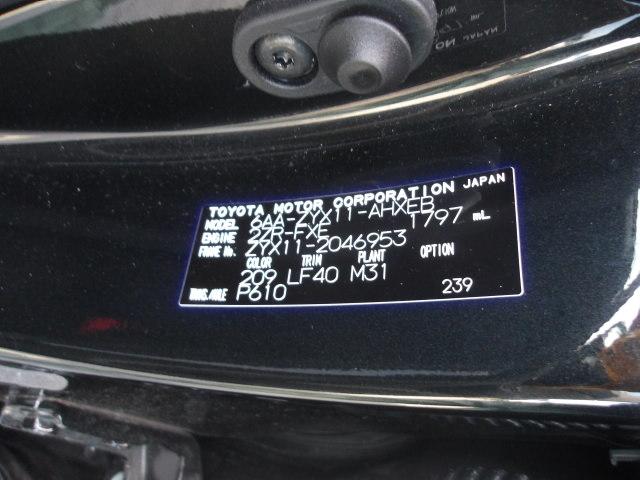 TOYOTA MOTOR CORPORATION JAPAN
MODEL 6AA-ZYX11-AHXEB
ENGINE 2ZR-FXE 1797 mL
FRAME No. ZYX11-2046953
COLOR TRIM PLANT OPTION
209 LF40 M31
TRANS./AXLE P610 239